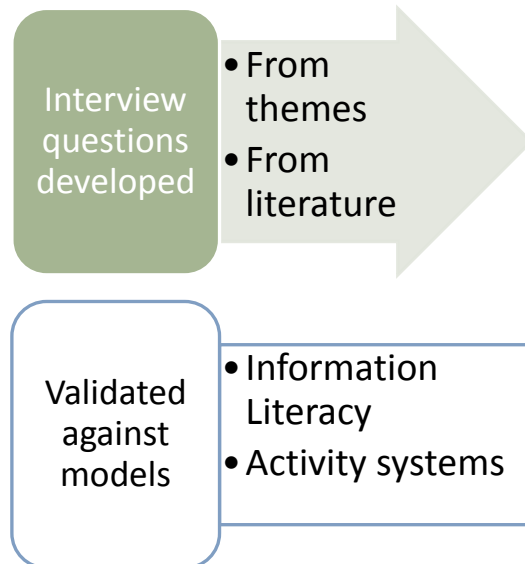 Interview
questions
developed
• From
themes
• From
literature
Validated
against
models
• Information
Literacy
• Activity systems